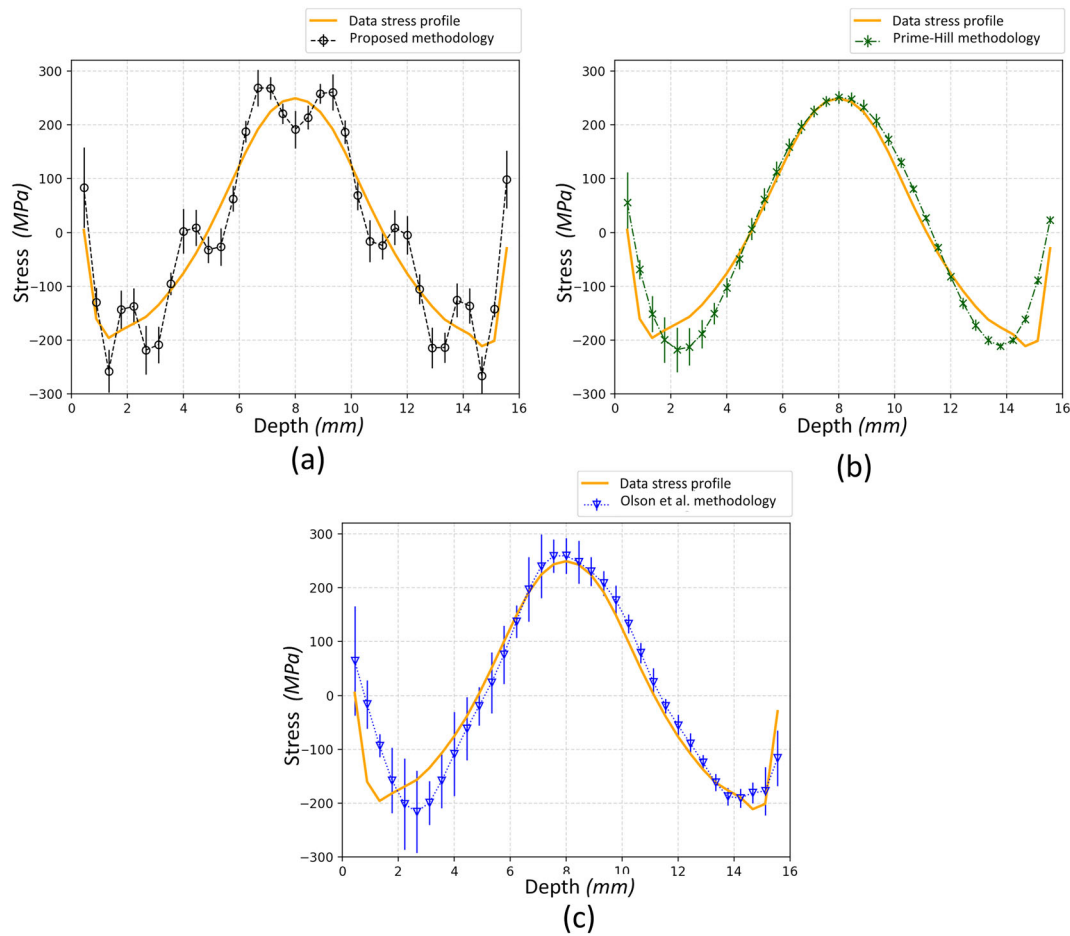 (a)
Data stress profile
Proposed methodology
300
200
100
0
−100
−200
−300
Stress (MPa)
0 2 4 6 8 10 12 14 16
Depth (mm)
(a)
Data stress profile
Prime-Hill methodology
300
200
100
0
−100
−200
−300
Stress (MPa)
0 2 4 6 8 10 12 14 16
Depth (mm)
(b)
Data stress profile
Olson et al. methodology
300
200
100
0
−100
−200
−300
Stress (MPa)
0 2 4 6 8 10 12 14 16
Depth (mm)
(c)